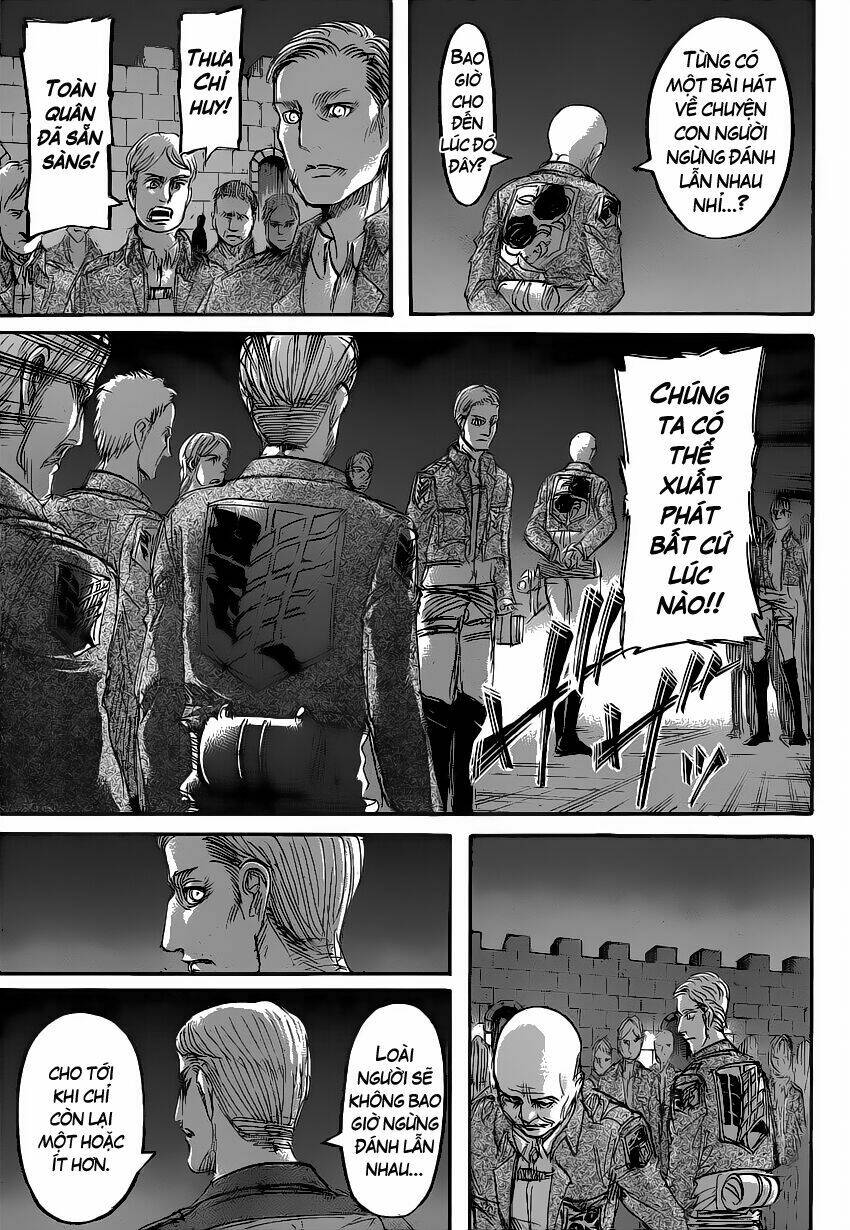 TỪNG CÓ
MỘT BÀI HÁT
VỀ CHUYỆN
CON NGƯỜI
NGỪNG ĐÁNH
LẪN NHAU
NHỈ...?
BAO
GIỜ
CHO
ĐẾN
LÚC ĐÓ
ĐÂY?
THƯA
CHỈ
HUY!
TOÀN
QUÂN
ĐÃ SẴN
SÀNG!
CHÚNG
TA CÓ
THỂ
XUẤT
PHÁT
BẤT CỨ
LÚC
NÀO!!
ザザッ
LOÀI
NGƯỜI SẼ
KHÔNG BAO
GIỜ NGỪNG
ĐÁNH LẪN
NHAU...
CHO TỚI
KHI CHỈ
CÒN LẠI
MỘT HOẶC
ÍT HƠN.